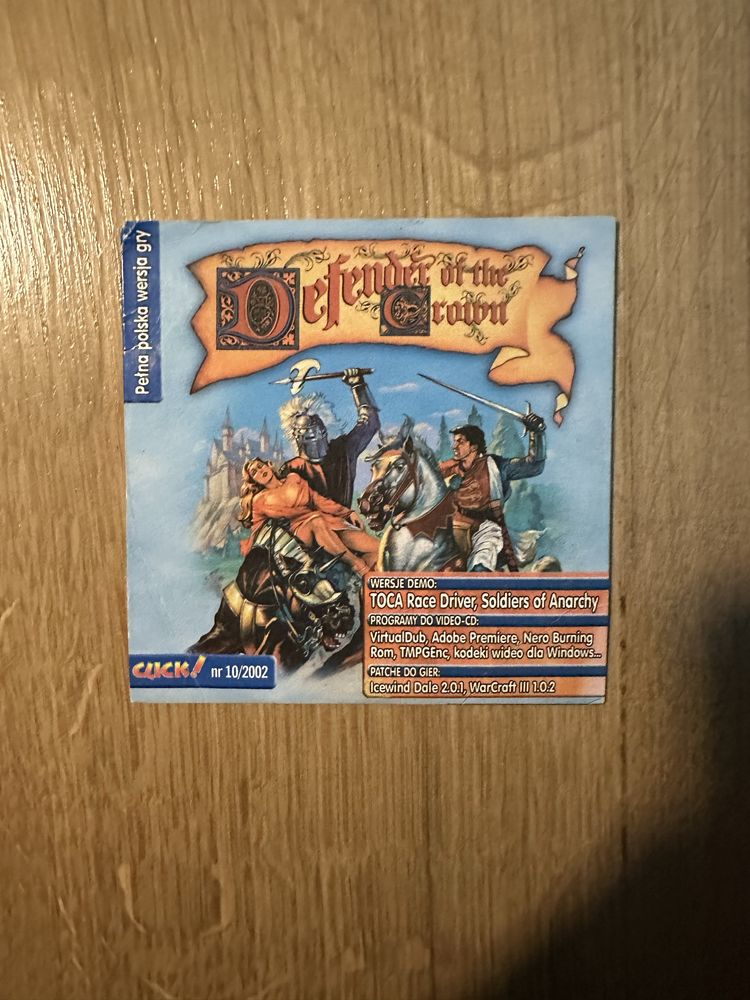 Pełna polska wersja gry
Defender of the
Crown
WERSJE DEMO:
TOCA Race Driver, Soldiers of Anarchy
PROGRAMY DO VIDEO-CD:
VirtualDub, Adobe Premiere, Nero Burning
Rom, TMPGEnc, kodeki wideo dla Windows...
PATCHE DO GIER:
Icewind Dale 2.0.1, WarCraft III 1.0.2
CLICK! nr 10/2002